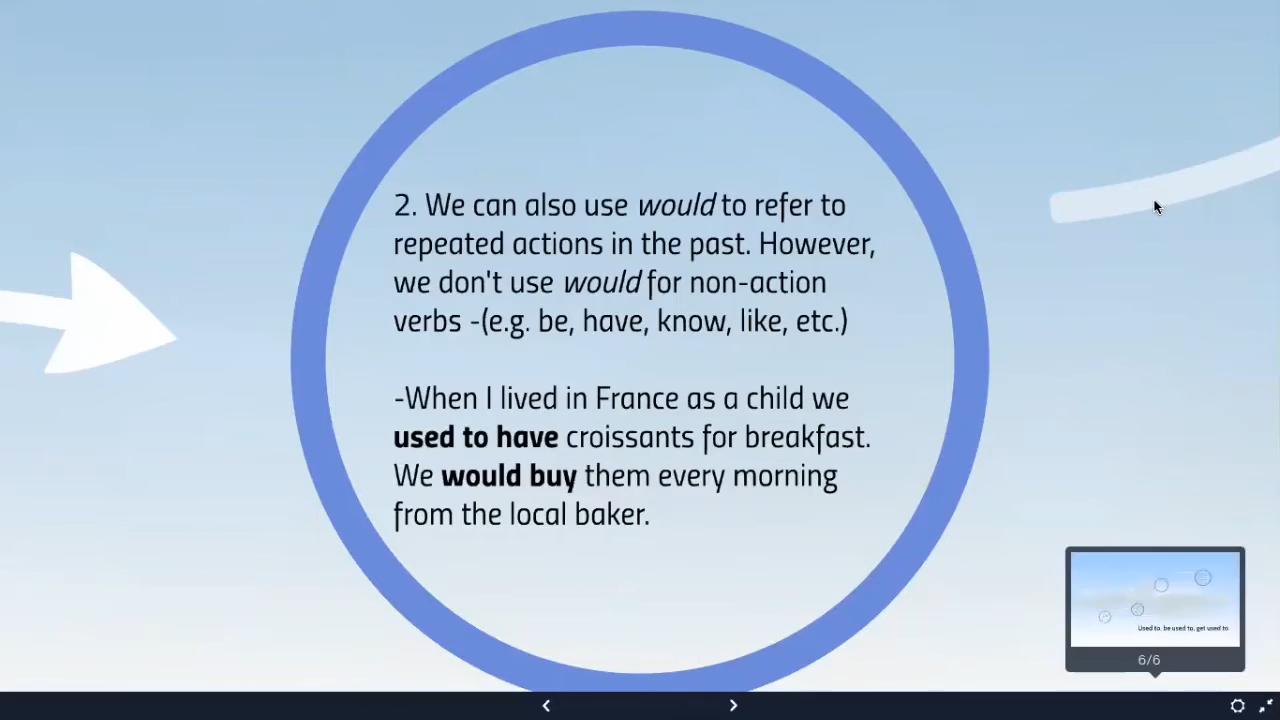 2. We can also use would to refer to
repeated actions in the past. However,
we don't use would for non-action
verbs -(e.g. be, have, know, like, etc.)
-When I lived in France as a child we
used to have croissants for breakfast.
We would buy them every morning
from the local baker.
Used to, be used to, get used to
6/6